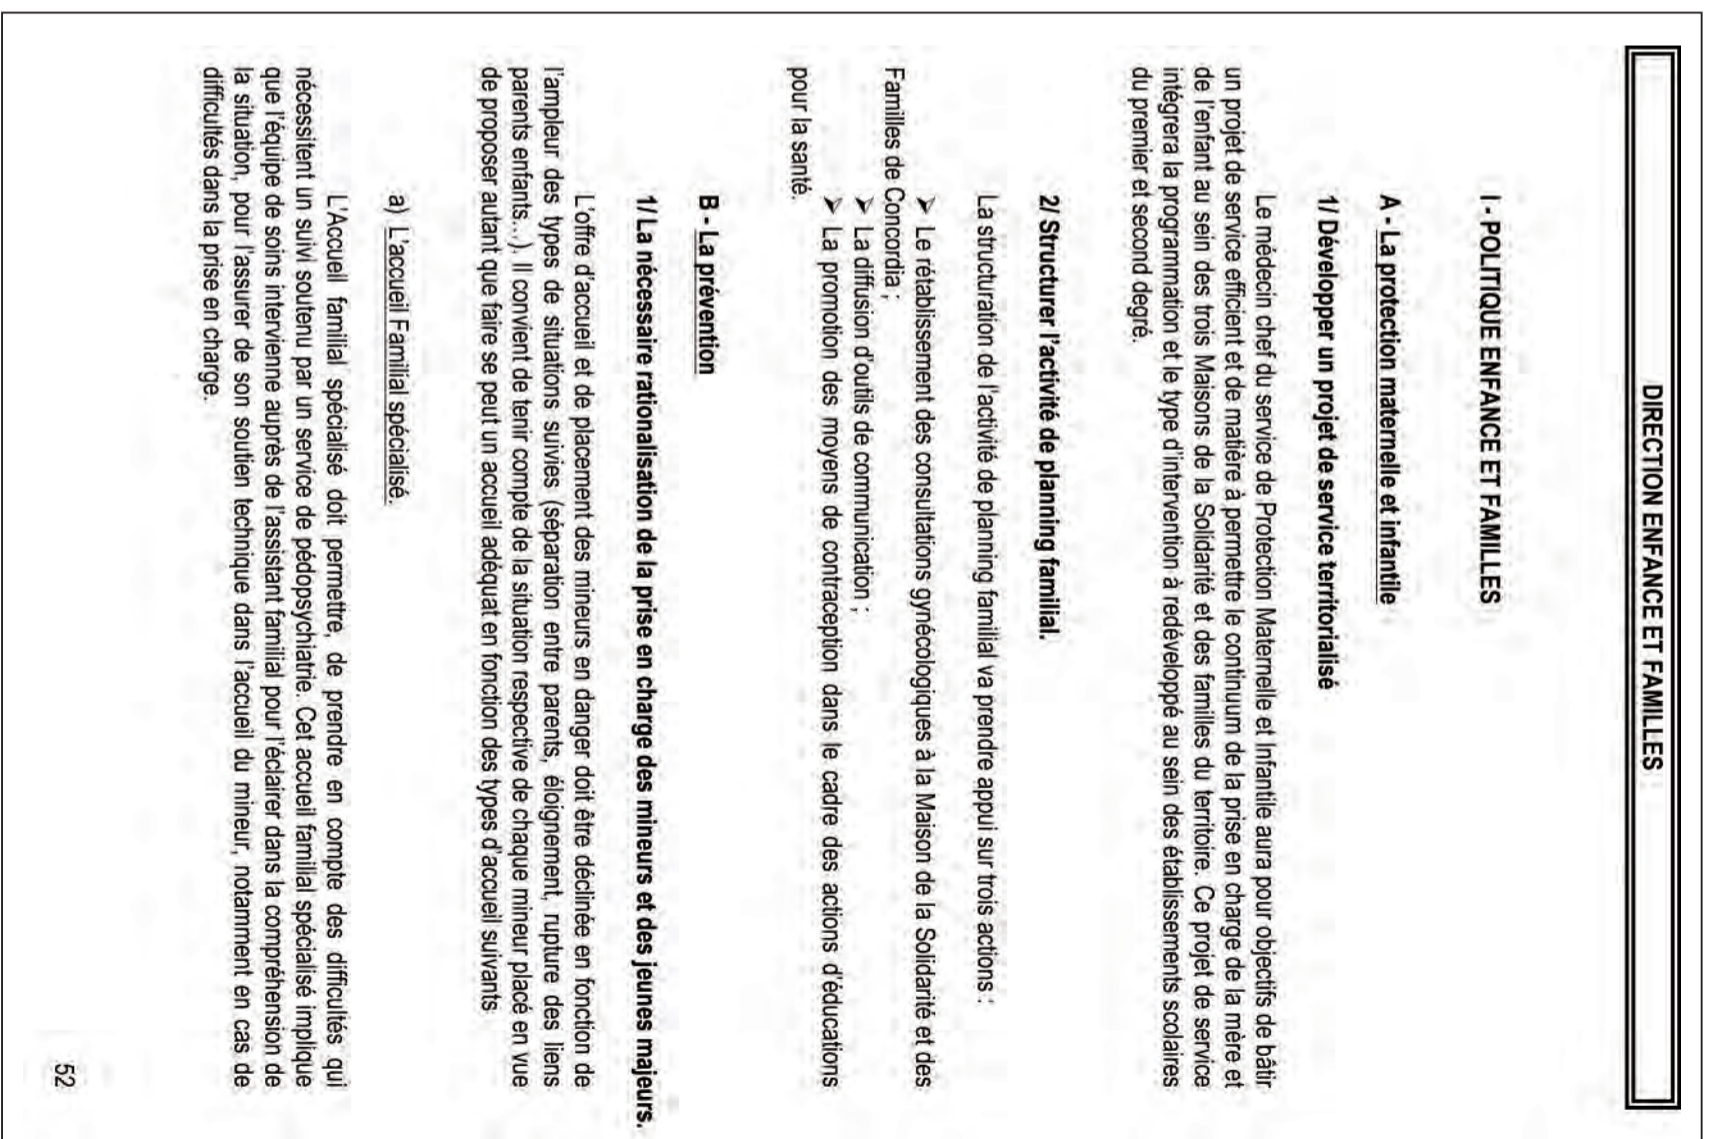 DIRECTION ENFANCE ET FAMILLES
I - POLITIQUE ENFANCE ET FAMILLES
A - La protection maternelle et infantile
1/ Développer un projet de service territorialisé
Le médecin chef du service de Protection Maternelle et Infantile aura pour objectifs de bâtir
un projet de service efficient et de matière à permettre le continuum de la prise en charge de la mère et
de l'enfant au sein des trois Maisons de la Solidarité et des familles du territoire. Ce projet de service
intégrera la programmation et le type d'intervention à redéveloppé au sein des établissements scolaires
du premier et second degré.
2/ Structurer l'activité de planning familial.
La structuration de l'activité de planning familial va prendre appui sur trois actions :
➢ Le rétablissement des consultations gynécologiques à la Maison de la Solidarité et des
Familles de Concordia ;
➢ La diffusion d'outils de communication ;
➢ La promotion des moyens de contraception dans le cadre des actions d'éducations
pour la santé.
B - La prévention
1/ La nécessaire rationalisation de la prise en charge des mineurs et des jeunes majeurs.
L'offre d'accueil et de placement des mineurs en danger doit être déclinée en fonction de
l'ampleur des types de situations suivies (séparation entre parents, éloignement, rupture des liens
parents enfants...). Il convient de tenir compte de la situation respective de chaque mineur placé en vue
de proposer autant que faire se peut un accueil adéquat en fonction des types d'accueil suivants
a) L'accueil Familial spécialisé.
L'Accueil familial spécialisé doit permettre, de prendre en compte des difficultés qui
nécessitent un suivi soutenu par un service de pédopsychiatrie. Cet accueil familial spécialisé implique
que l'équipe de soins intervienne auprès de l'assistant familial pour l'éclairer dans la compréhension de
la situation, pour l'assurer de son soutien technique dans l'accueil du mineur, notamment en cas de
difficultés dans la prise en charge.
52